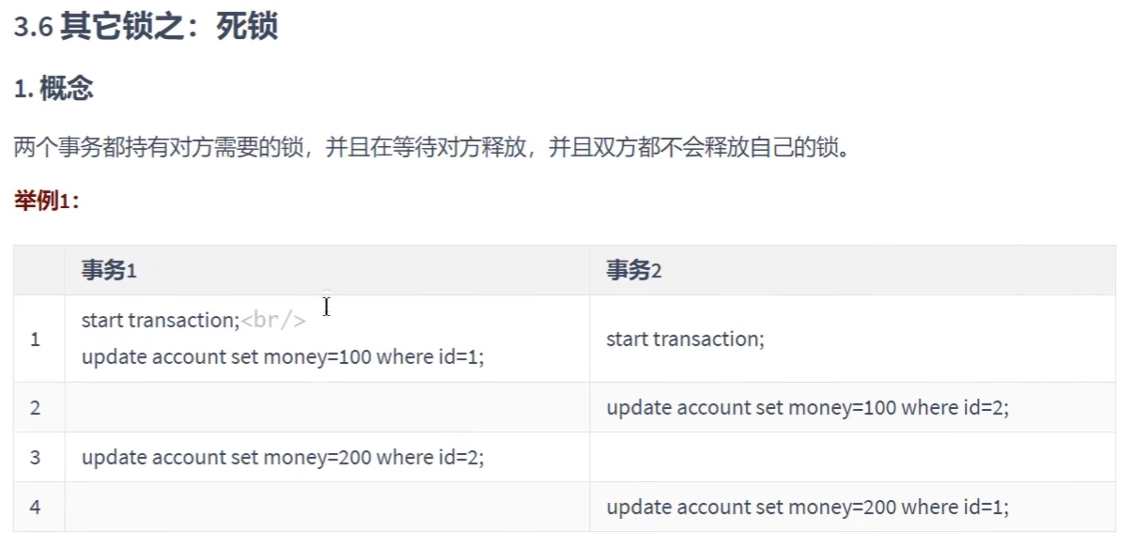 3.6 其它锁之：死锁
1. 概念
两个事务都持有对方需要的锁，并且在等待对方释放，并且双方都不会释放自己的锁。
举例1：
事务1 事务2
1 start transaction;<br/> start transaction;
update account set money=100 where id=1;
2 update account set money=100 where id=2;
3 update account set money=200 where id=2;
4 update account set money=200 where id=1;